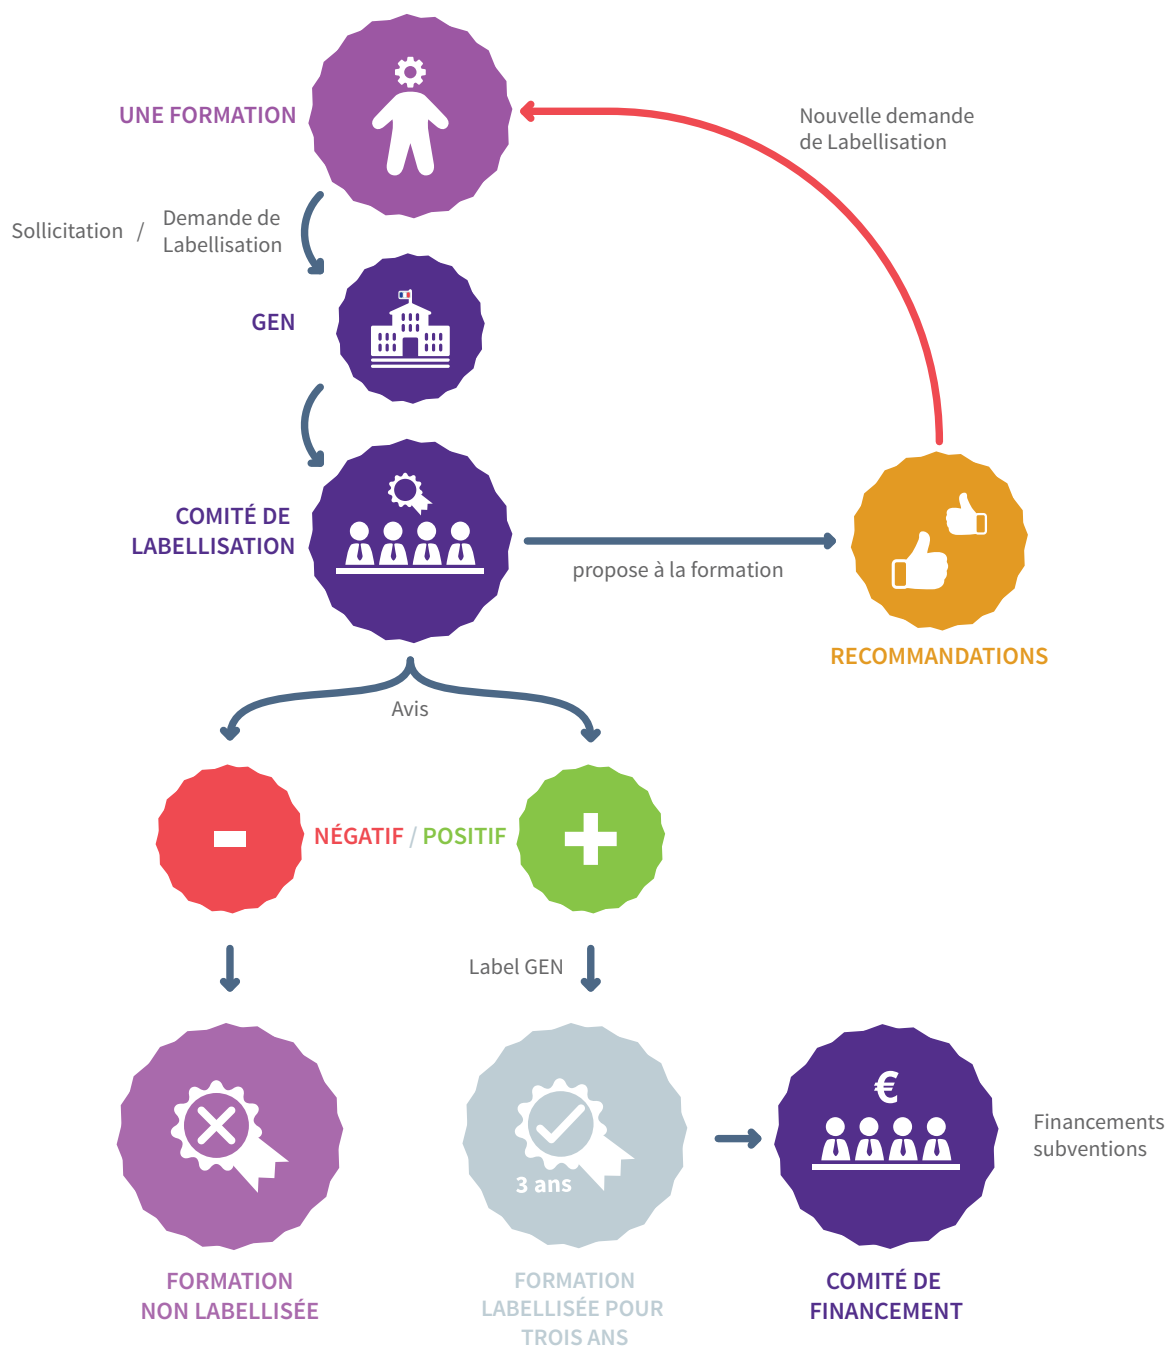 UNE FORMATION
Nouvelle demande
de Labellisation
Sollicitation / Demande de
Labellisation
GEN
COMITÉ DE
LABELLISATION
propose à la formation
RECOMMANDATIONS
Avis
-
NÉGATIF / POSITIF
+
Label GEN
€
Financements
subventions
3 ans
FORMATION
NON LABELLISÉE
FORMATION
LABELLISÉE POUR
TROIS ANS
COMITÉ DE
FINANCEMENT